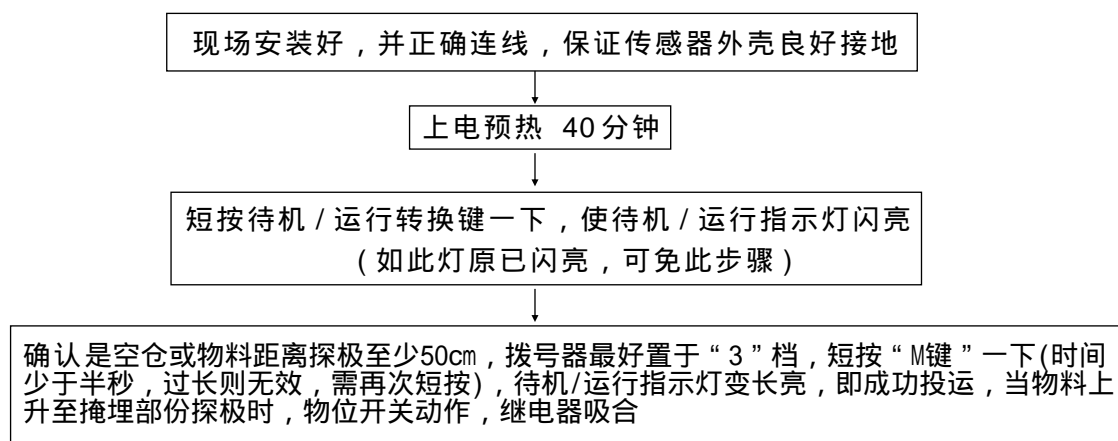 现场安装好，并正确连线，保证传感器外壳良好接地
上电预热 40分钟
短按待机/运行转换键一下，使待机/运行指示灯闪亮
(如此灯原已闪亮，可免此步骤)
确认是空仓或物料距离探极至少50㎝，拨号器最好置于“3”档，短按“M键”一下(时间
少于半秒，过长则无效，需再次短按)，待机/运行指示灯变长亮，即成功投运，当物料上
升至掩埋部份探极时，物位开关动作，继电器吸合